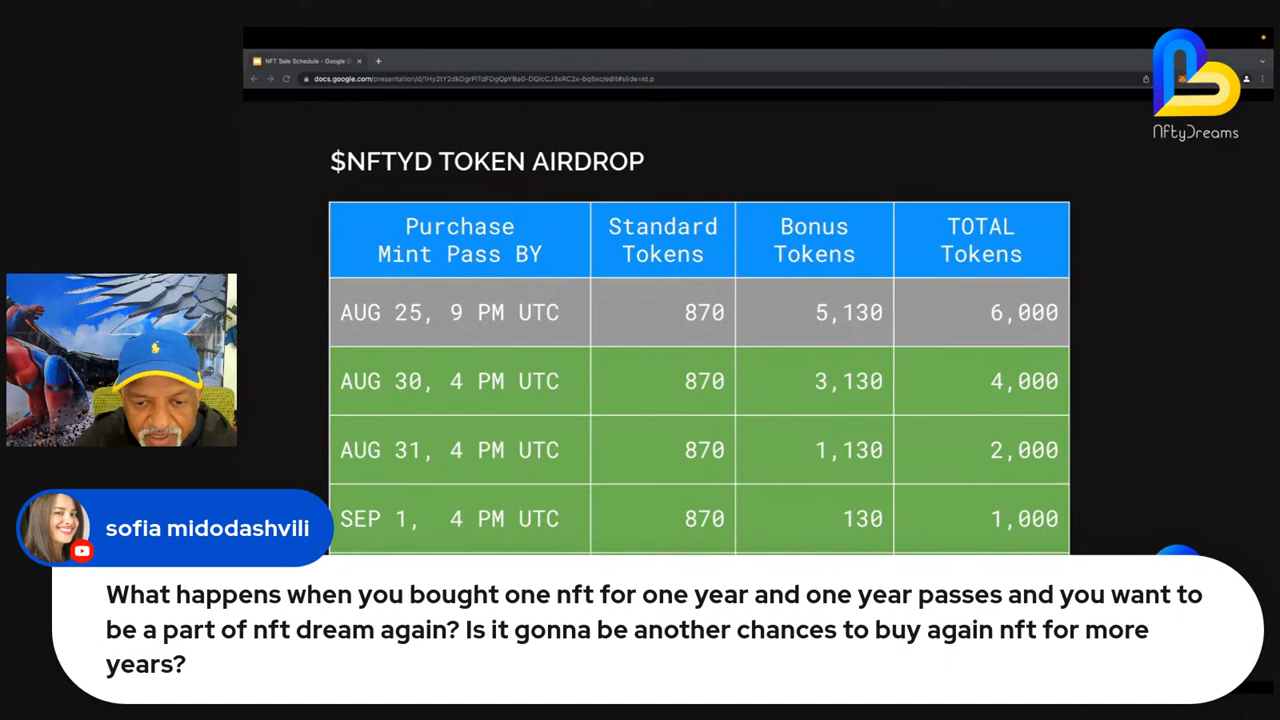 NFT Sale Schedule - Google
NftyDreams
$NFTYD TOKEN AIRDROP
Purchase Mint Pass BY
Standard Tokens
Bonus Tokens
TOTAL Tokens
AUG 25, 9 PM UTC 870 5,130 6,000
AUG 30, 4 PM UTC 870 3,130 4,000
AUG 31, 4 PM UTC 870 1,130 2,000
SEP 1, 4 PM UTC 870 130 1,000
sofia midodashvili
What happens when you bought one nft for one year and one year passes and you want to
be a part of nft dream again? Is it gonna be another chances to buy again nft for more
years?